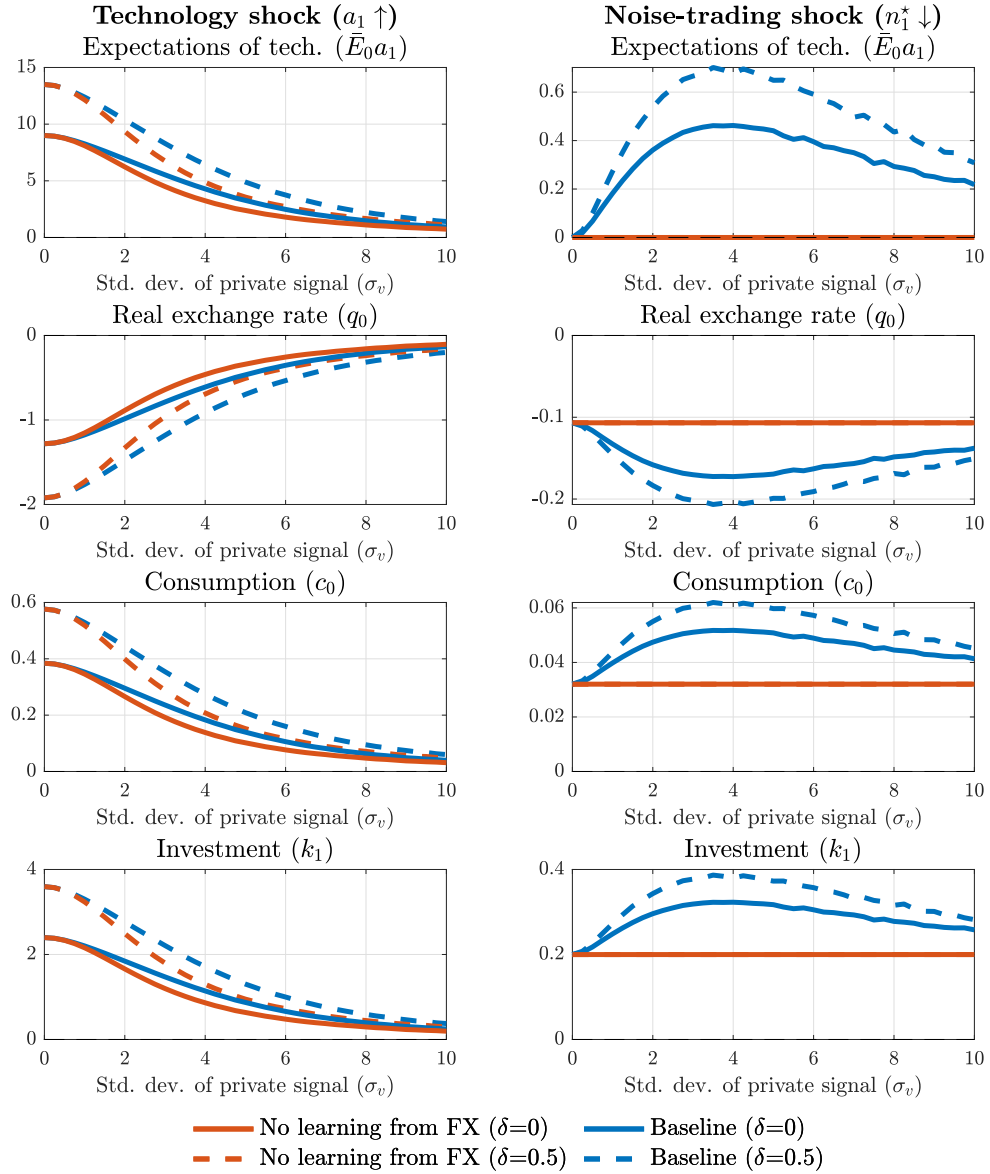 Technology shock (a₁ ↑)
Expectations of tech. (Ē₀a₁)
15
10
5
0
0 2 4 6 8 10
Std. dev. of private signal (σᵥ)
Real exchange rate (q₀)
0
-1
-2
0 2 4 6 8 10
Std. dev. of private signal (σᵥ)
Consumption (c₀)
0.6
0.4
0.2
0
0 2 4 6 8 10
Std. dev. of private signal (σᵥ)
Investment (k₁)
4
2
0
0 2 4 6 8 10
Std. dev. of private signal (σᵥ)
Noise-trading shock (n₁⋆ ↓)
Expectations of tech. (Ē₀a₁)
0.6
0.4
0.2
0
0 2 4 6 8 10
Std. dev. of private signal (σᵥ)
Real exchange rate (q₀)
0
-0.1
-0.2
0 2 4 6 8 10
Std. dev. of private signal (σᵥ)
Consumption (c₀)
0.06
0.04
0.02
0
0 2 4 6 8 10
Std. dev. of private signal (σᵥ)
Investment (k₁)
0.4
0.2
0
0 2 4 6 8 10
Std. dev. of private signal (σᵥ)
No learning from FX (δ=0)
No learning from FX (δ=0.5)
Baseline (δ=0)
Baseline (δ=0.5)